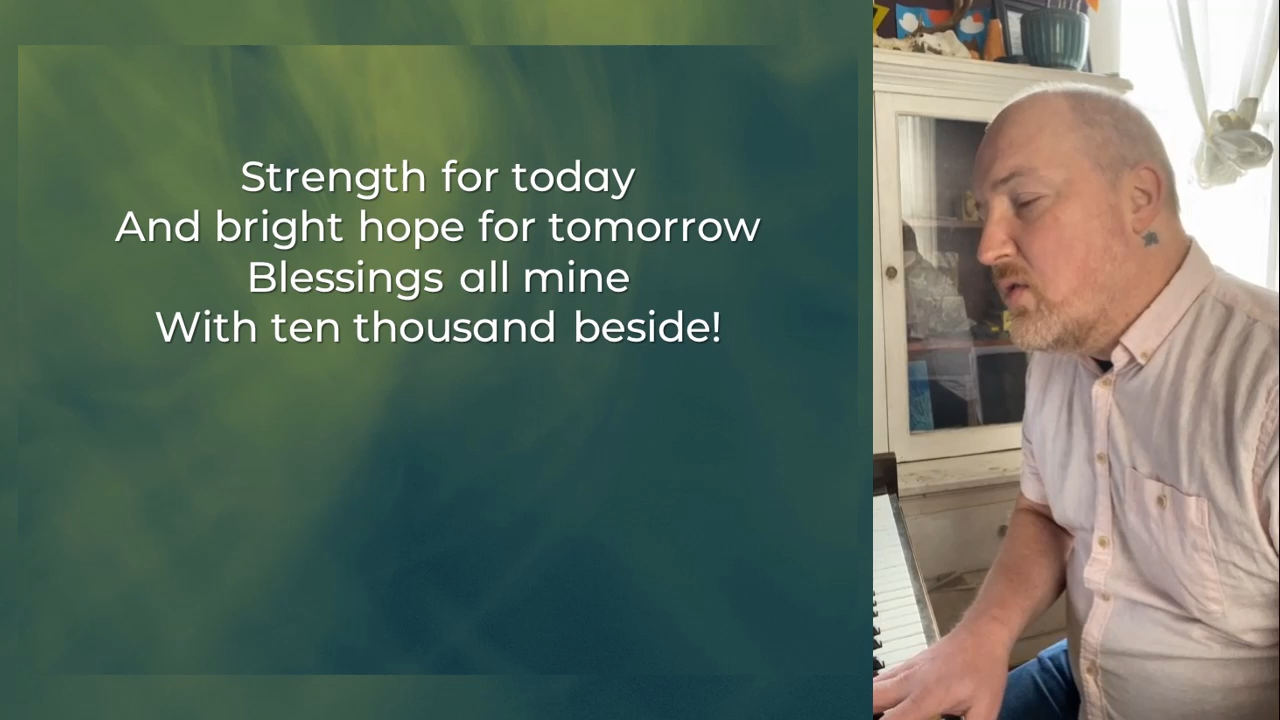 Strength for today
And bright hope for tomorrow
Blessings all mine
With ten thousand beside!